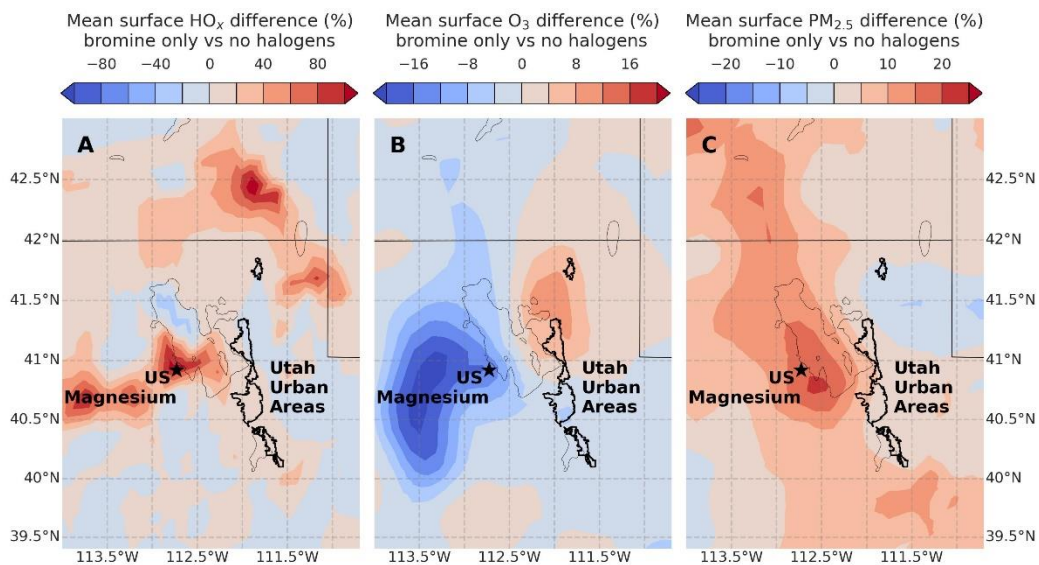 Mean surface HOₓ difference (%)
bromine only vs no halogens
−80 −40 0 40 80
Mean surface O₃ difference (%)
bromine only vs no halogens
−16 −8 0 8 16
Mean surface PM₂.₅ difference (%)
bromine only vs no halogens
−20 −10 0 10 20
A
B
C
42.5°N
42°N
41.5°N
41°N
40.5°N
40°N
39.5°N
US
Magnesium
Utah
Urban
Areas
US
Magnesium
Utah
Urban
Areas
US
Magnesium
Utah
Urban
Areas
42.5°N
42°N
41.5°N
41°N
40.5°N
40°N
39.5°N
113.5°W 112.5°W 111.5°W
113.5°W 112.5°W 111.5°W
113.5°W 112.5°W 111.5°W